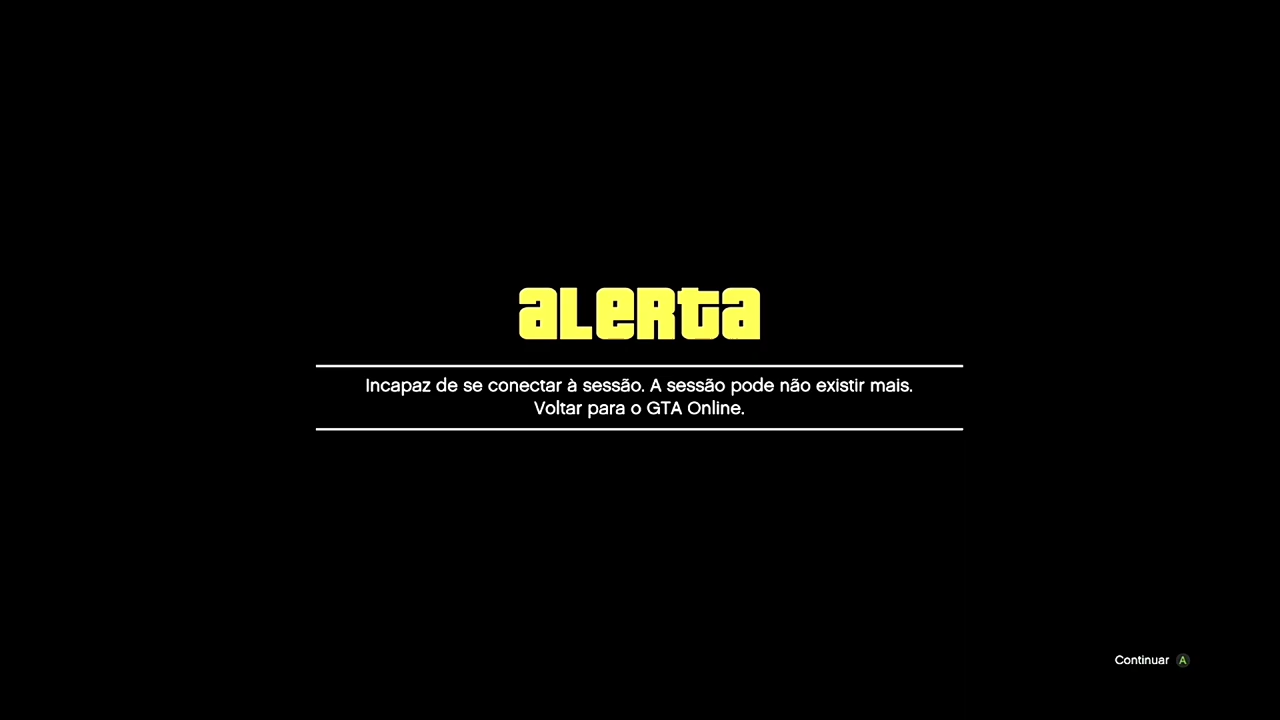 alerta
Incapaz de se conectar à sessão. A sessão pode não existir mais.
Voltar para o GTA Online.
Continuar A